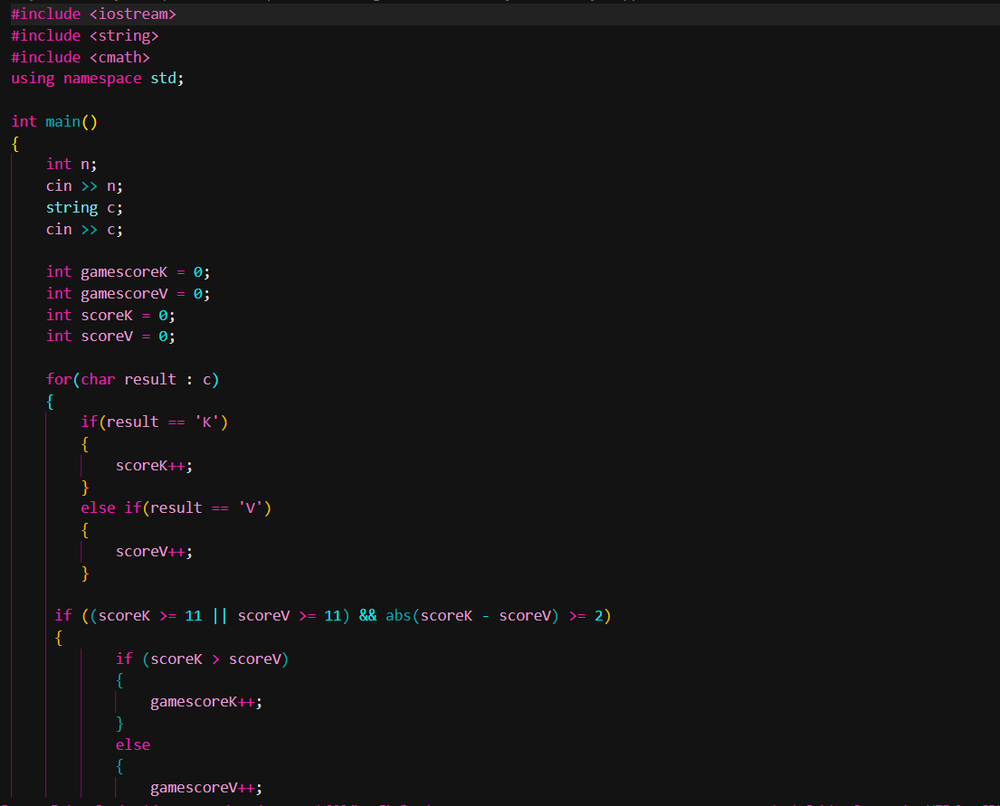 #include <iostream>
#include <string>
#include <cmath>
using namespace std;

int main()
{
    int n;
    cin >> n;
    string c;
    cin >> c;

    int gamescoreK = 0;
    int gamescoreV = 0;
    int scoreK = 0;
    int scoreV = 0;

    for(char result : c)
    {
        if(result == 'K')
        {
            scoreK++;
        }
        else if(result == 'V')
        {
            scoreV++;
        }

     if ((scoreK >= 11 || scoreV >= 11) && abs(scoreK - scoreV) >= 2)
     {
            if (scoreK > scoreV)
            {
                gamescoreK++;
            }
            else
            {
                gamescoreV++;